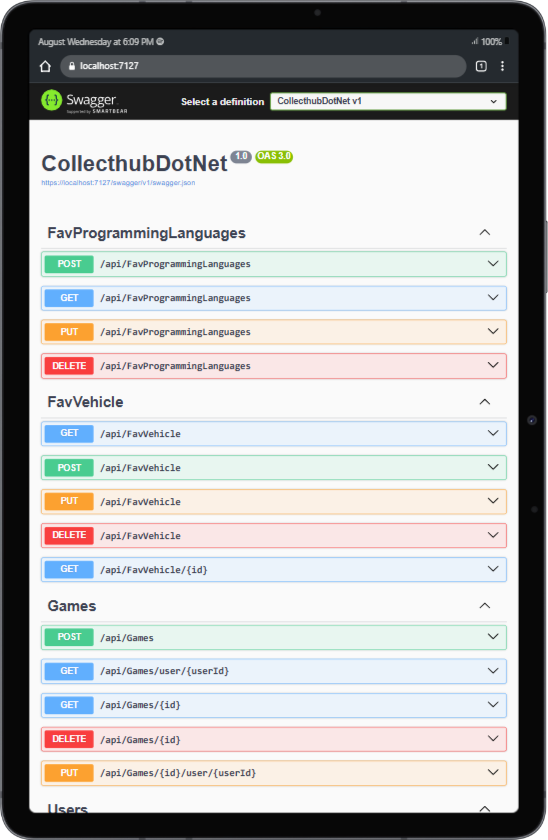 August Wednesday at 6:09 PM
100%
localhost:7127
1
Swagger
Supported by SMARTBEAR
Select a definition
CollecthubDotNet v1
CollecthubDotNet 1.0 OAS 3.0
https://localhost:7127/swagger/v1/swagger.json
FavProgrammingLanguages
POST /api/FavProgrammingLanguages
GET /api/FavProgrammingLanguages
PUT /api/FavProgrammingLanguages
DELETE /api/FavProgrammingLanguages
FavVehicle
GET /api/FavVehicle
POST /api/FavVehicle
PUT /api/FavVehicle
DELETE /api/FavVehicle
GET /api/FavVehicle/{id}
Games
POST /api/Games
GET /api/Games/user/{userId}
GET /api/Games/{id}
DELETE /api/Games/{id}
PUT /api/Games/{id}/user/{userId}
Users